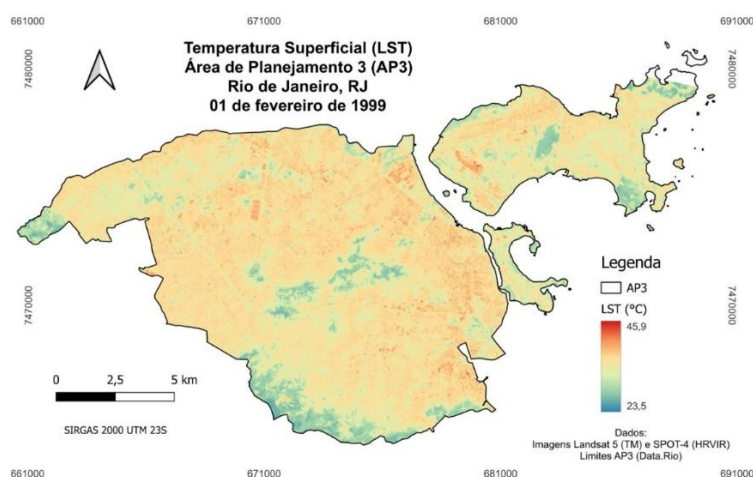 661000
671000
681000
691000
7480000
7480000
Temperatura Superficial (LST)
Área de Planejamento 3 (AP3)
Rio de Janeiro, RJ
01 de fevereiro de 1999
7470000
7470000
Legenda
AP3
LST (°C)
45,9
23,5
0
2,5
5 km
SIRGAS 2000 UTM 23S
Dados:
Imagens Landsat 5 (TM) e SPOT-4 (HRVIR)
Limites AP3 (Data.Rio)
661000
671000
681000
691000